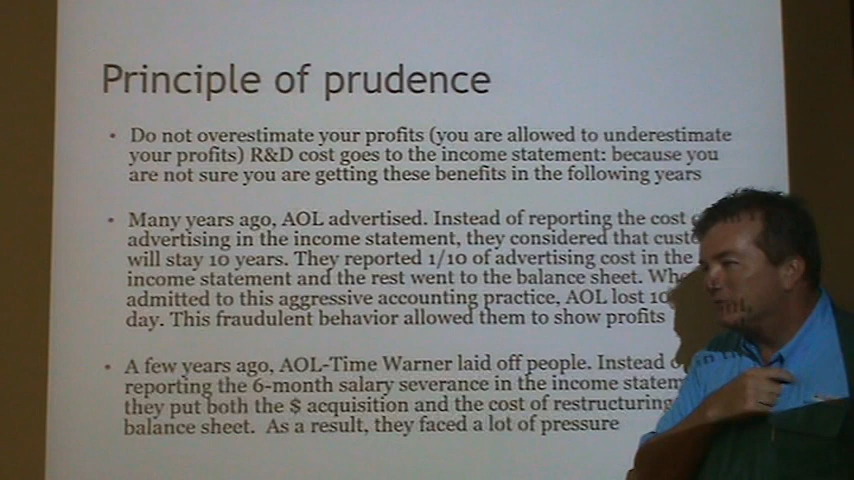 Principle of prudence
• Do not overestimate your profits (you are allowed to underestimate
your profits) R&D cost goes to the income statement: because you
are not sure you are getting these benefits in the following years
• Many years ago, AOL advertised. Instead of reporting the cost
advertising in the income statement, they considered that
will stay 10 years. They reported 1/10 of advertising cost in the
income statement and the rest went to the balance sheet.
admitted to this aggressive accounting practice, AOL lost
day. This fraudulent behavior allowed them to show profits
• A few years ago, AOL-Time Warner laid off people. Instead
reporting the 6-month salary severance in the income
they put both the $ acquisition and the cost of restructuring
balance sheet. As a result, they faced a lot of pressure